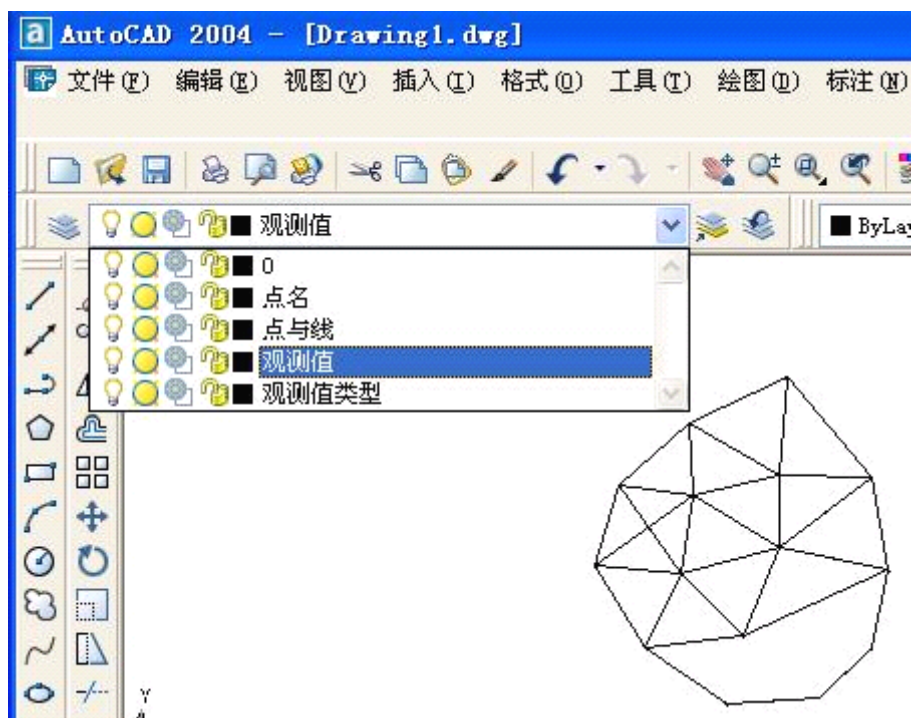 AutoCAD 2004 - [Drawing1.dwg]
文件(F) 编辑(E) 视图(V) 插入(I) 格式(O) 工具(T) 绘图(D) 标注(N)
观测值
ByLay
0
点名
点与线
观测值
观测值类型
Y